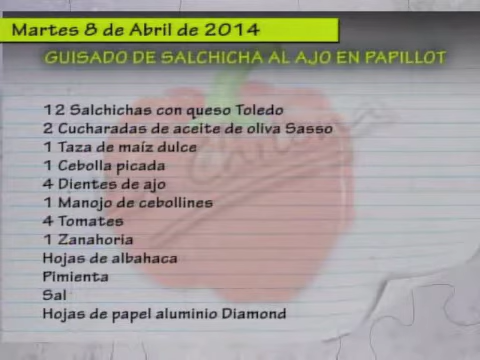 Martes 8 de Abril de 2014
GUISADO DE SALCHICHA AL AJO EN PAPILLOT
12 Salchichas con queso Toledo
2 Cucharadas de aceite de oliva Sasso
1 Taza de maíz dulce
1 Cebolla picada
4 Dientes de ajo
1 Manojo de cebollines
4 Tomates
1 Zanahoria
Hojas de albahaca
Pimienta
Sal
Hojas de papel aluminio Diamond